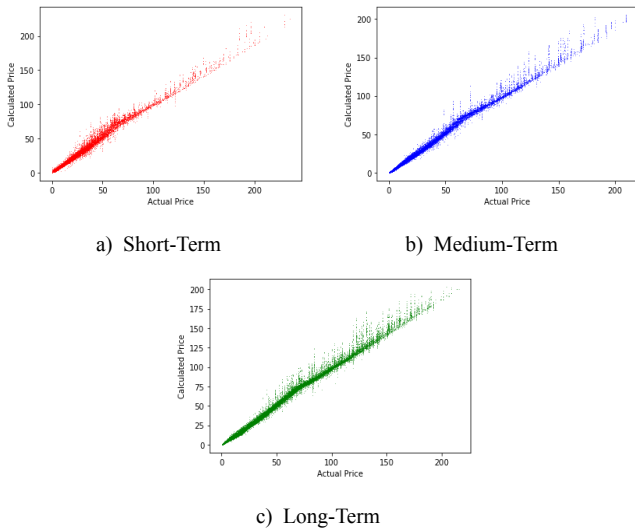 200
150
100
50
0
Calculated Price
0 50 100 150 200
Actual Price
a) Short-Term
200
150
100
50
0
Calculated Price
0 50 100 150 200
Actual Price
b) Medium-Term
200
175
150
125
100
75
50
25
0
Calculated Price
0 50 100 150 200
Actual Price
c) Long-Term